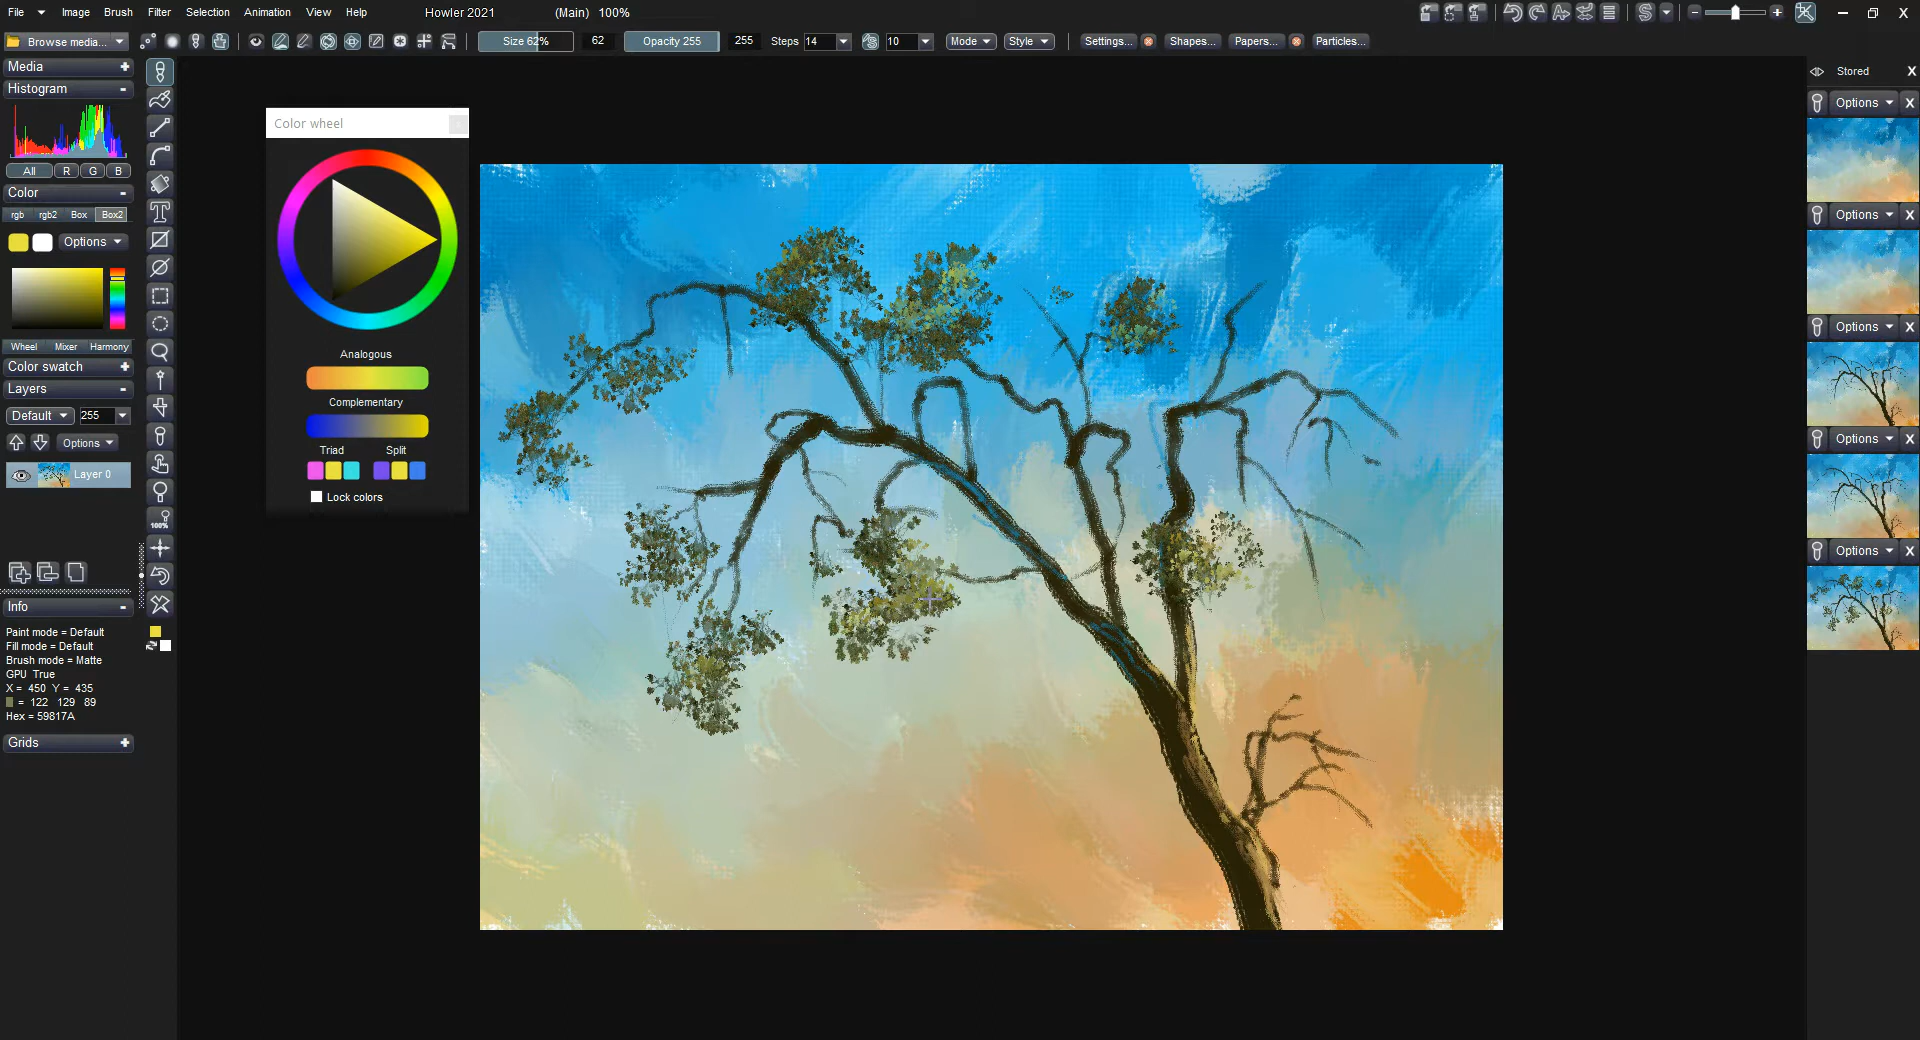 File Image Brush Filter Selection Animation View Help Howler 2021 (Main) 100%
Browse media... Size 62% 62 Opacity 255 255 Steps 14 10 Mode Style Settings... Shapes... Papers... Particles...
Media
Histogram
All R G B
Color
rgb rgb2 Box Box2
Options
Wheel Mixer Harmony
Color swatch
Layers
Default 255
Options
Layer 0
100%
Info
Paint mode = Default
Fill mode = Default
Brush mode = Matte
GPU True
X = 450 Y = 435
= 122 129 89
Hex = 59817A
Grids
Color wheel
Analogous
Complementary
Triad Split
Lock colors
Stored X
Options X
Options X
Options X
Options X
Options X